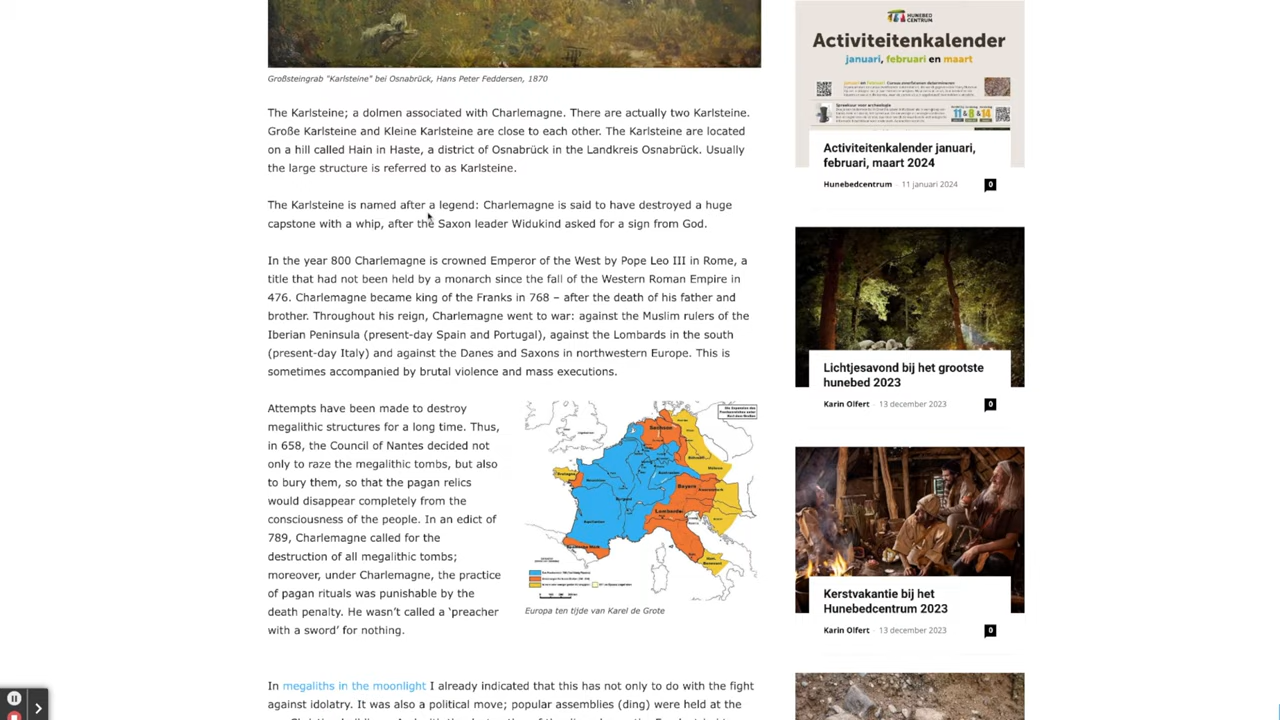 Großsteingrab "Karlsteine" bei Osnabrück, Hans Peter Feddersen, 1870
The Karlsteine; a dolmen associated with Charlemagne. There are actually two Karlsteine.
Große Karlsteine and Kleine Karlsteine are close to each other. The Karlsteine are located
on a hill called Hain in Haste, a district of Osnabrück in the Landkreis Osnabrück. Usually
the large structure is referred to as Karlsteine.
The Karlsteine is named after a legend: Charlemagne is said to have destroyed a huge
capstone with a whip, after the Saxon leader Widukind asked for a sign from God.
In the year 800 Charlemagne is crowned Emperor of the West by Pope Leo III in Rome, a
title that had not been held by a monarch since the fall of the Western Roman Empire in
476. Charlemagne became king of the Franks in 768 – after the death of his father and
brother. Throughout his reign, Charlemagne went to war: against the Muslim rulers of the
Iberian Peninsula (present-day Spain and Portugal), against the Lombards in the south
(present-day Italy) and against the Danes and Saxons in northwestern Europe. This is
sometimes accompanied by brutal violence and mass executions.
Attempts have been made to destroy
megalithic structures for a long time. Thus,
in 658, the Council of Nantes decided not
only to raze the megalithic tombs, but also
to bury them, so that the pagan relics
would disappear completely from the
consciousness of the people. In an edict of
789, Charlemagne called for the
destruction of all megalithic tombs;
moreover, under Charlemagne, the practice
of pagan rituals was punishable by the
death penalty. He wasn't called a 'preacher
with a sword' for nothing.
Sachsen
Bayern
Lombardei
Europa ten tijde van Karel de Grote
In megaliths in the moonlight I already indicated that this has not only to do with the fight
against idolatry. It was also a political move; popular assemblies (ding) were held at the
HUNEBED
CENTRUM
Activiteitenkalender
januari, februari en maart
Activiteitenkalender januari,
februari, maart 2024
Hunebedcentrum - 11 januari 2024 0
Lichtjesavond bij het grootste
hunebed 2023
Karin Olfert - 13 december 2023 0
Kerstvakantie bij het
Hunebedcentrum 2023
Karin Olfert - 13 december 2023 0